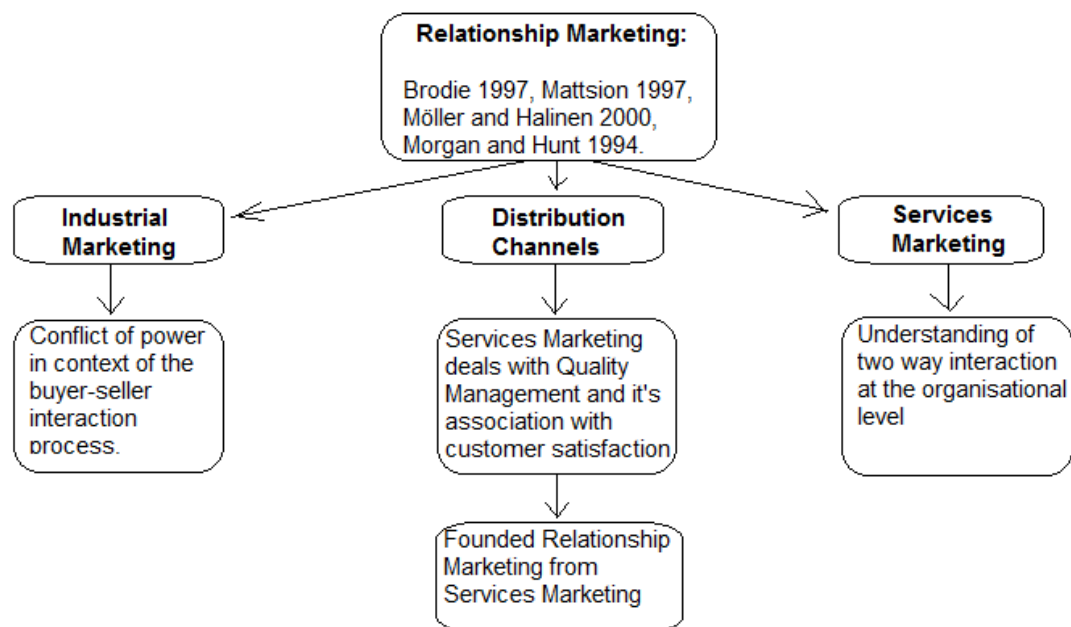 Relationship Marketing:
Brodie 1997, Mattsion 1997,
Möller and Halinen 2000,
Morgan and Hunt 1994.
Industrial
Marketing
Distribution
Channels
Services
Marketing
Conflict of power
in context of the
buyer-seller
interaction
process.
Services Marketing
deals with Quality
Management and it's
association with
customer satisfaction
Understanding of
two way interaction
at the organisational
level
Founded Relationship
Marketing from
Services Marketing